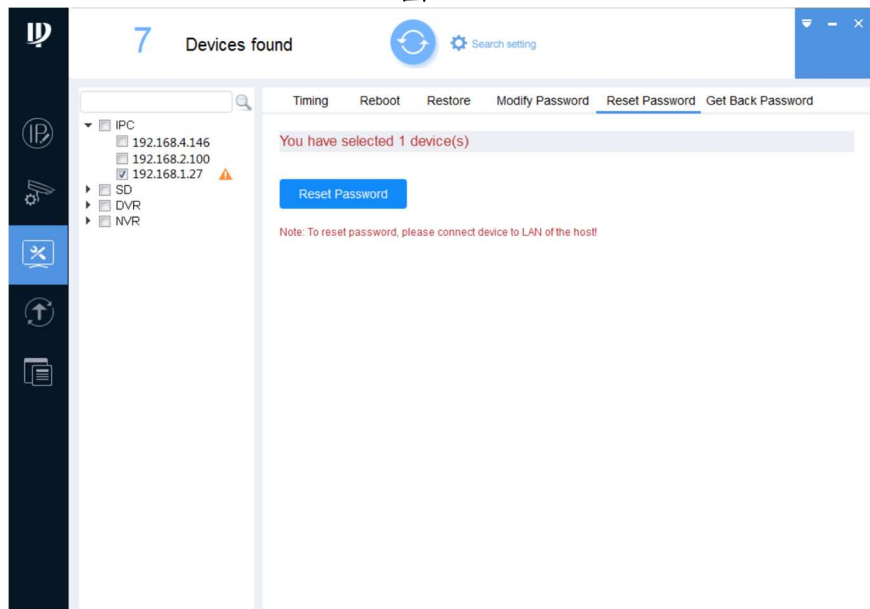 7 Devices found
Search setting
Timing Reboot Restore Modify Password Reset Password Get Back Password
IPC
192.168.4.146
192.168.2.100
192.168.1.27
SD
DVR
NVR
You have selected 1 device(s)
Reset Password
Note: To reset password, please connect device to LAN of the host!
IP